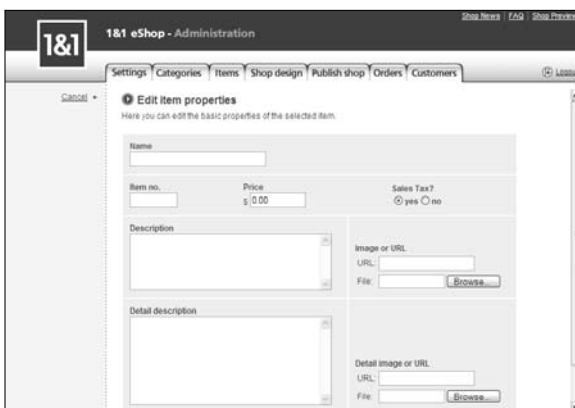 Shop News | FAQ | Shop Preview
1&1
1&1 eShop - Administration
Settings Categories Items Shop design Publish shop Orders Customers
Cancel
Edit item properties
Here you can edit the basic properties of the selected item.
Name
Item no. Price Sales Tax?
$ 0.00 yes no
Description
Image or URL
URL:
File: Browse...
Detail description
Detail image or URL
URL:
File: Browse...